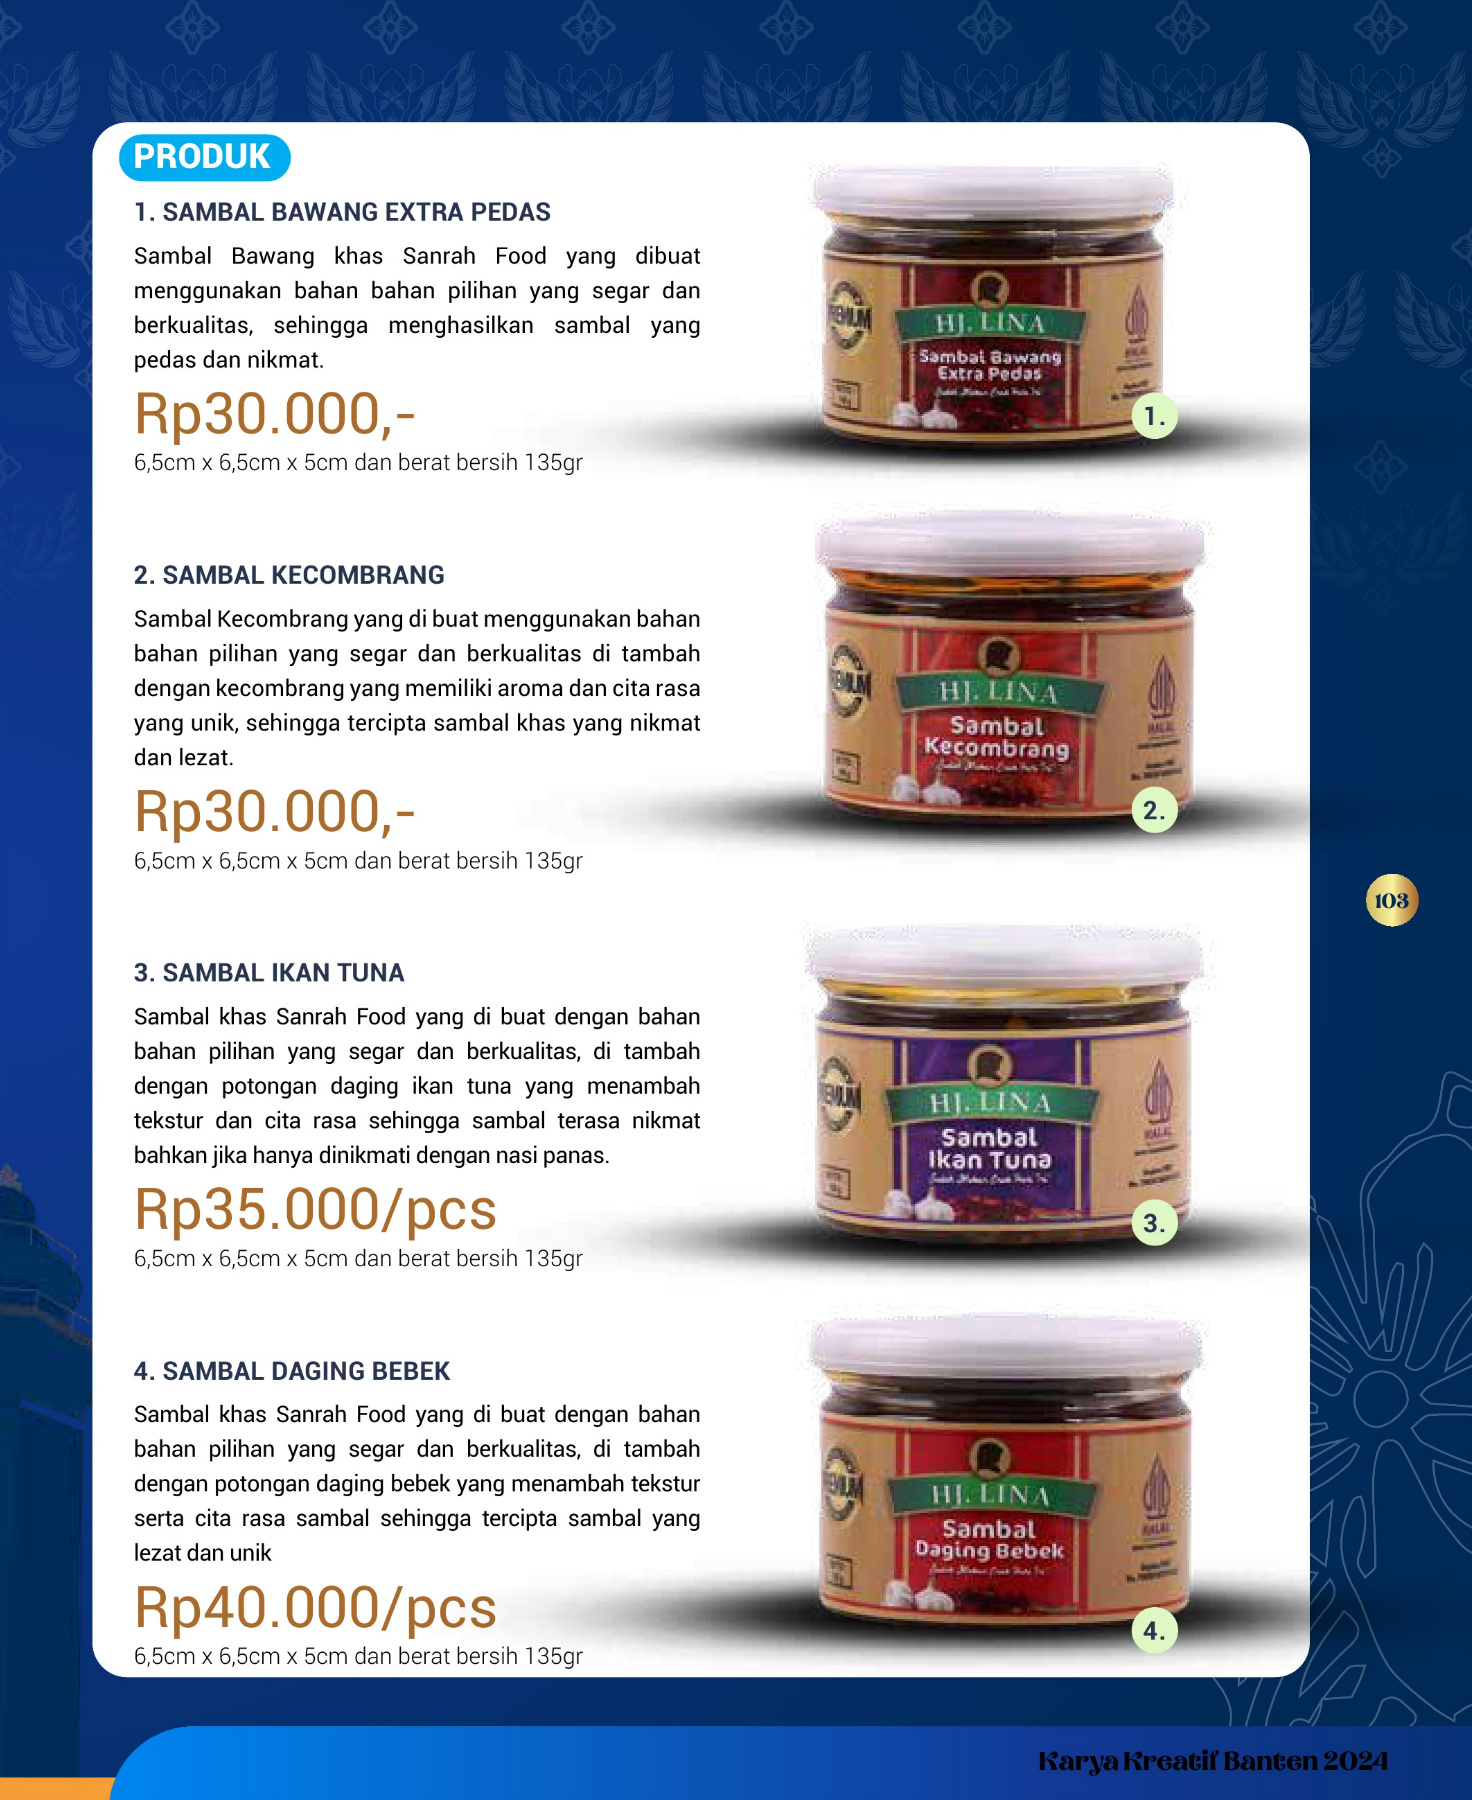 PRODUK
1. SAMBAL BAWANG EXTRA PEDAS
Sambal Bawang khas Sanrah Food yang dibuat
menggunakan bahan bahan pilihan yang segar dan
berkualitas, sehingga menghasilkan sambal yang
pedas dan nikmat.
Rp30.000,-
6,5cm x 6,5cm x 5cm dan berat bersih 135gr
HJ. LINA
Sambal Bawang
Extra Pedas
1.
2. SAMBAL KECOMBRANG
Sambal Kecombrang yang di buat menggunakan bahan
bahan pilihan yang segar dan berkualitas di tambah
dengan kecombrang yang memiliki aroma dan cita rasa
yang unik, sehingga tercipta sambal khas yang nikmat
dan lezat.
Rp30.000,-
6,5cm x 6,5cm x 5cm dan berat bersih 135gr
HJ. LINA
Sambal
Kecombrang
HALAL
2.
103
3. SAMBAL IKAN TUNA
Sambal khas Sanrah Food yang di buat dengan bahan
bahan pilihan yang segar dan berkualitas, di tambah
dengan potongan daging ikan tuna yang menambah
tekstur dan cita rasa sehingga sambal terasa nikmat
bahkan jika hanya dinikmati dengan nasi panas.
Rp35.000/pcs
6,5cm x 6,5cm x 5cm dan berat bersih 135gr
HJ. LINA
Sambal
Ikan Tuna
HALAL
3.
4. SAMBAL DAGING BEBEK
Sambal khas Sanrah Food yang di buat dengan bahan
bahan pilihan yang segar dan berkualitas, di tambah
dengan potongan daging bebek yang menambah tekstur
serta cita rasa sambal sehingga tercipta sambal yang
lezat dan unik
Rp40.000/pcs
6,5cm x 6,5cm x 5cm dan berat bersih 135gr
HJ. LINA
Sambal
Daging Bebek
HALAL
4.
Karya Kreatif Banten 2024